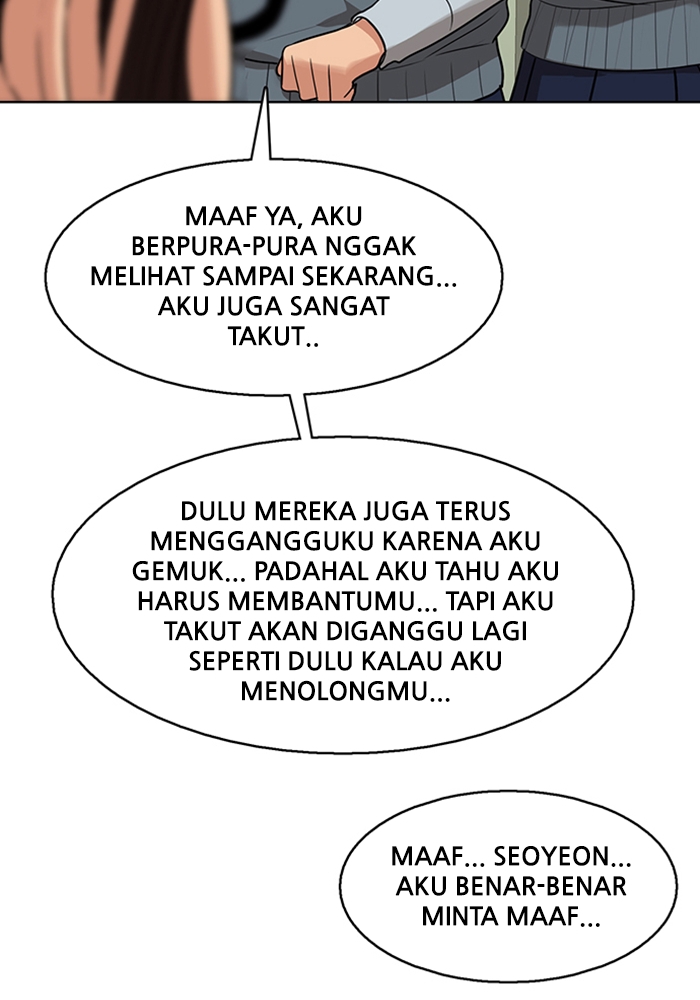 MAAF YA, AKU
BERPURA-PURA NGGAK
MELIHAT SAMPAI SEKARANG...
AKU JUGA SANGAT
TAKUT..
DULU MEREKA JUGA TERUS
MENGGANGGUKU KARENA AKU
GEMUK... PADAHAL AKU TAHU AKU
HARUS MEMBANTUMU... TAPI AKU
TAKUT AKAN DIGANGGU LAGI
SEPERTI DULU KALAU AKU
MENOLONGMU...
MAAF... SEOYEON...
AKU BENAR-BENAR
MINTA MAAF...